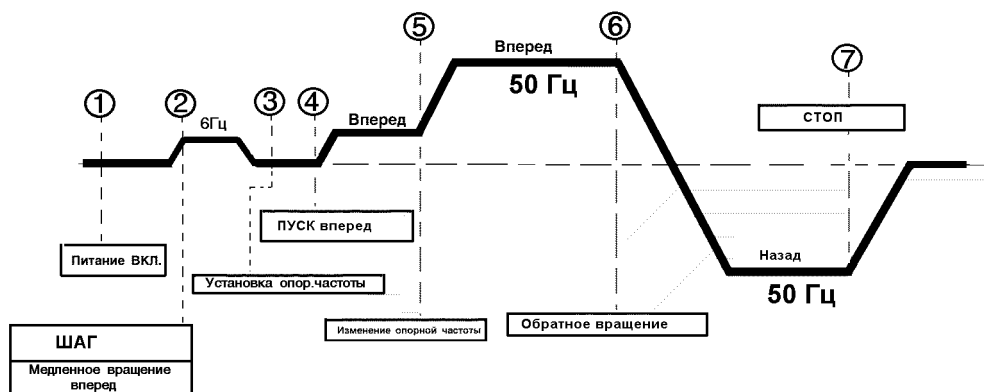 5
6
Вперед
7
50 Гц
1
2
3
4
6Гц
Вперед
СТОП
ПУСК вперед
Питание ВКЛ.
Назад
Установка опор.частоты
50 Гц
Изменение опорной частоты
Обратное вращение
ШАГ
Медленное вращение
вперед